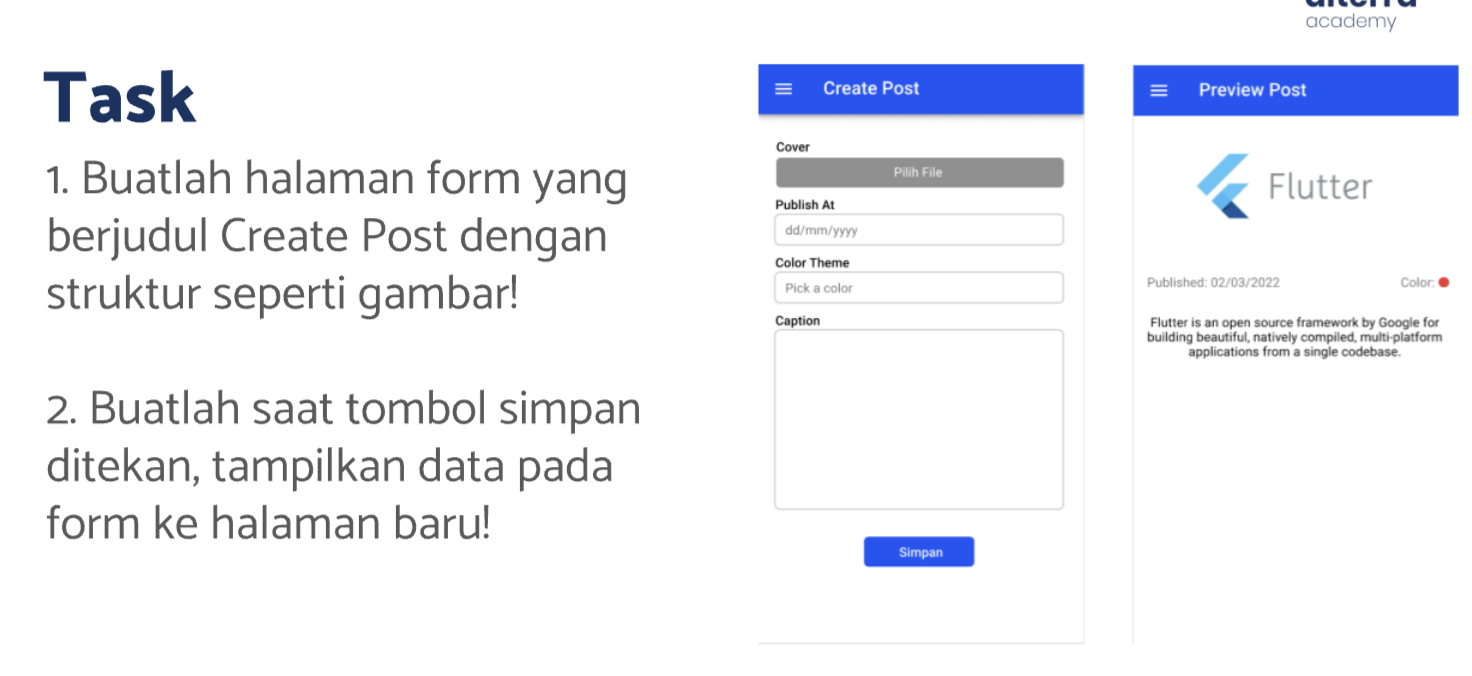 academy
Task
1. Buatlah halaman form yang
berjudul Create Post dengan
struktur seperti gambar!
2. Buatlah saat tombol simpan
ditekan, tampilkan data pada
form ke halaman baru!
Create Post
Cover
Pilih File
Publish At
dd/mm/yyyy
Color Theme
Pick a color
Caption
Simpan
Preview Post
Flutter
Published: 02/03/2022
Color:
Flutter is an open source framework by Google for
building beautiful, natively compiled, multi-platform
applications from a single codebase.